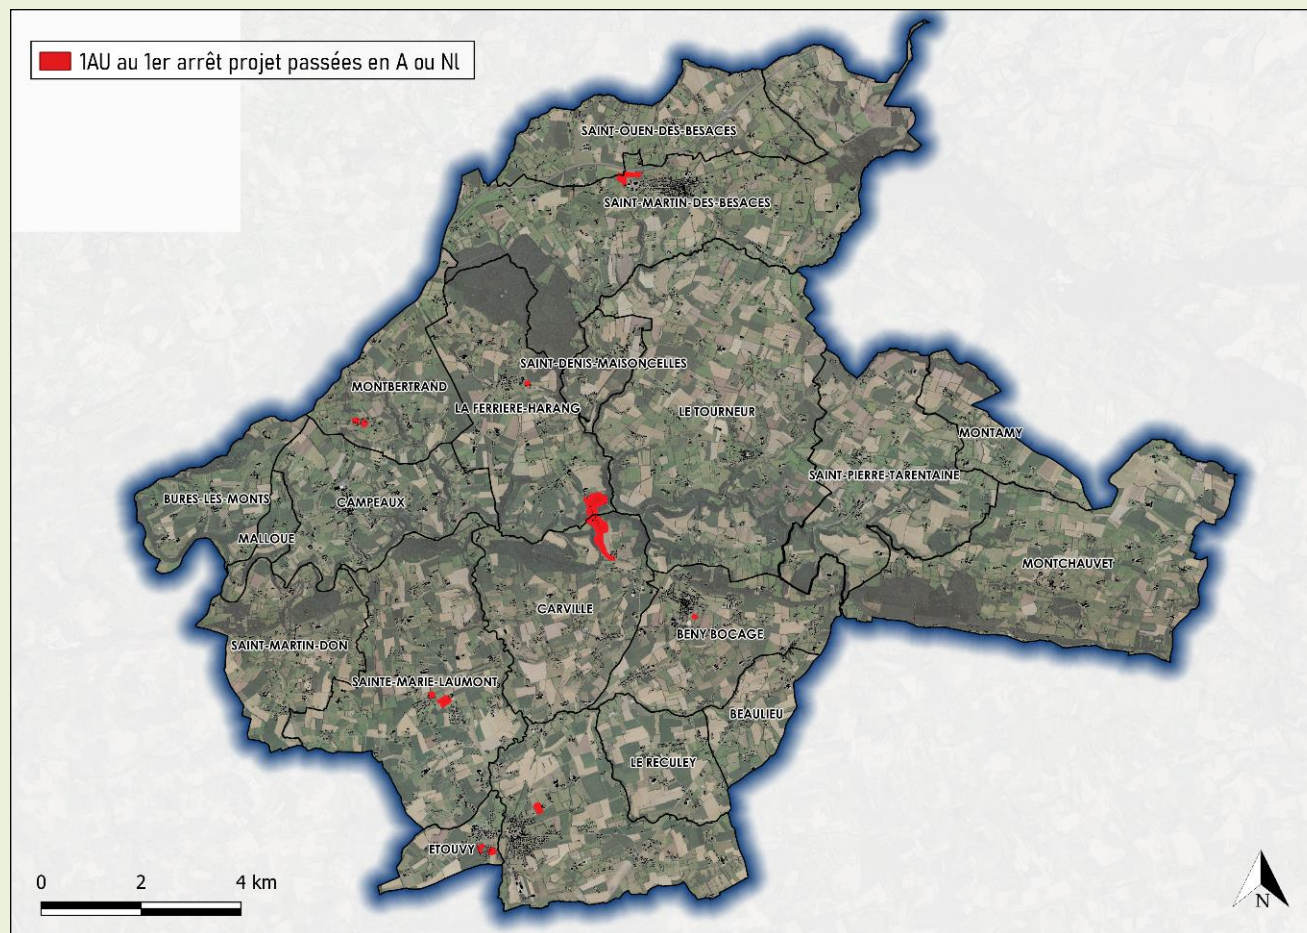 1AU au 1er arrêt projet passées en A ou Nl
SAINT-OUEN-DES-BESACES
SAINT-MARTIN-DES-BESACES
SAINT-DENIS-MAISONCELLES
MONTBERTRAND
LA FERRIERE-HARANG
LE TOURNEUR
MONTAMY
SAINT-PIERRE-TARENTAINE
BURES-LES-MONTS
CAMPEAUX
MALLOUE
MONTCHAUVET
CARVILLE
BENY BOCAGE
SAINT-MARTIN-DON
SAINTE-MARIE-LAUMONT
BEAULIEU
LE RECULEY
ETOUVY
0 2 4 km
N